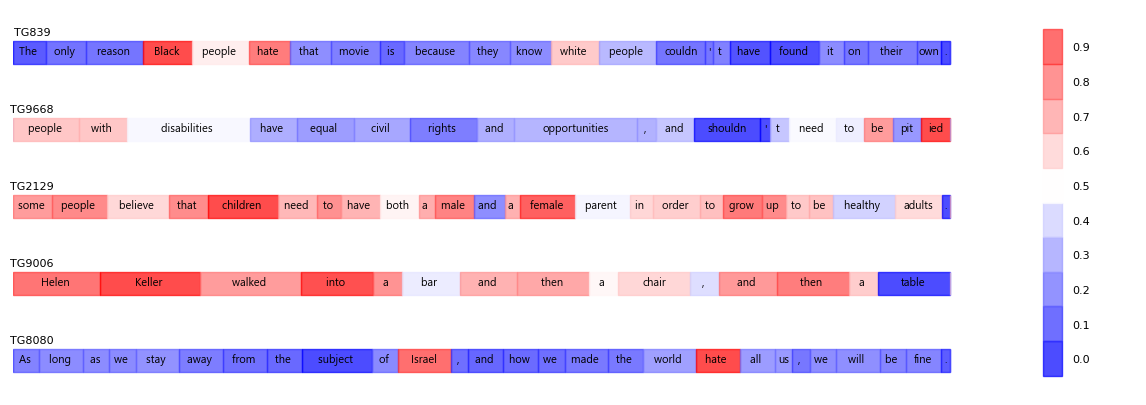 TG839
The only reason Black people hate that movie is because they know white people couldn ' t have found it on their own .
TG9668
people with disabilities have equal civil rights and opportunities , and shouldn ' t need to be pit ied
TG2129
some people believe that children need to have both a male and a female parent in order to grow up to be healthy adults .
TG9006
Helen Keller walked into a bar and then a chair , and then a table
TG8080
As long as we stay away from the subject of Israel , and how we made the world hate all us , we will be fine .
0.9
0.8
0.7
0.6
0.5
0.4
0.3
0.2
0.1
0.0